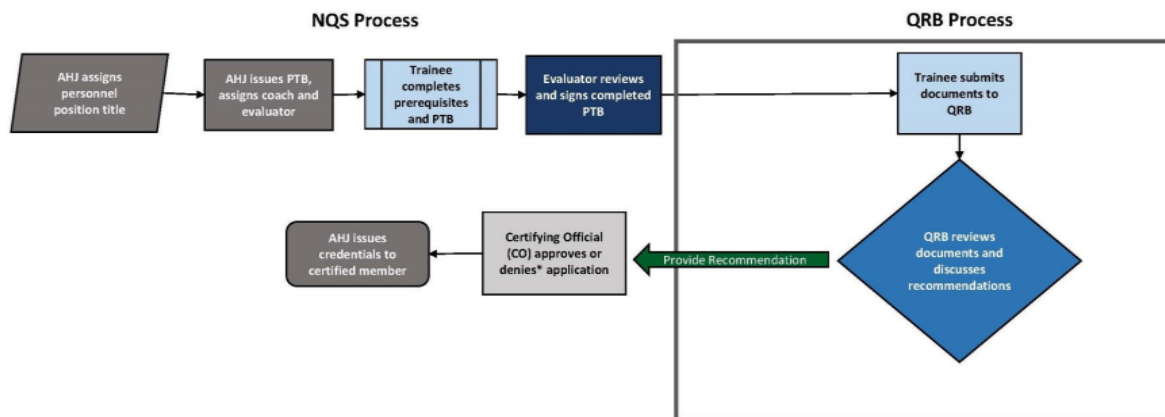 NQS Process
QRB Process
AHJ assigns
personnel
position title
AHJ issues PTB,
assigns coach and
evaluator
Trainee
completes
prerequisites
and PTB
Evaluator reviews
and signs completed
PTB
Trainee submits
documents to
QRB
QRB reviews
documents and
discusses
recommendations
Provide Recommendation
Certifying Official
(CO) approves or
denies* application
AHJ issues
credentials to
certified member